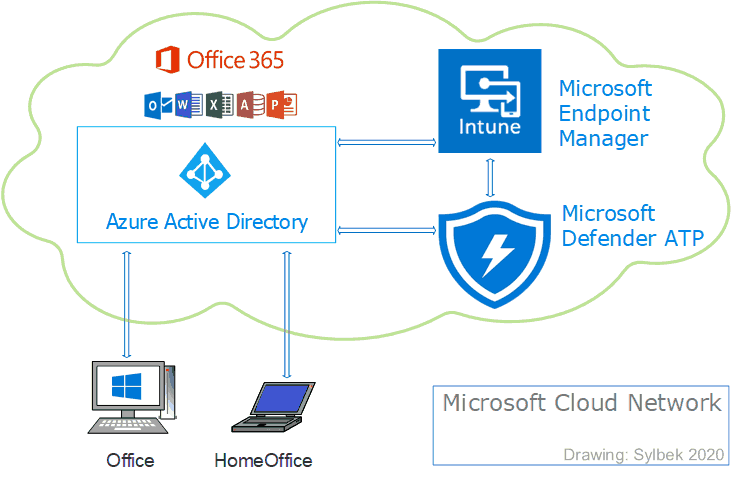 Office 365
O W X A P
Azure Active Directory
Intune
Microsoft
Endpoint
Manager
Microsoft
Defender ATP
Office
HomeOffice
Microsoft Cloud Network
Drawing: Sylbek 2020